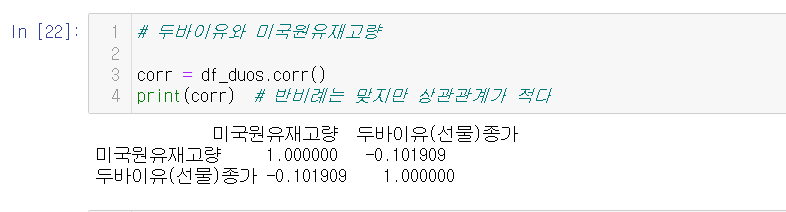 In [22]:
1 # 두바이유와 미국원유재고량
2
3 corr = df_duos.corr()
4 print(corr)  # 반비례는 맞지만 상관관계가 적다
미국원유재고량 두바이유(선물)종가
미국원유재고량 1.000000 -0.101909
두바이유(선물)종가 -0.101909 1.000000